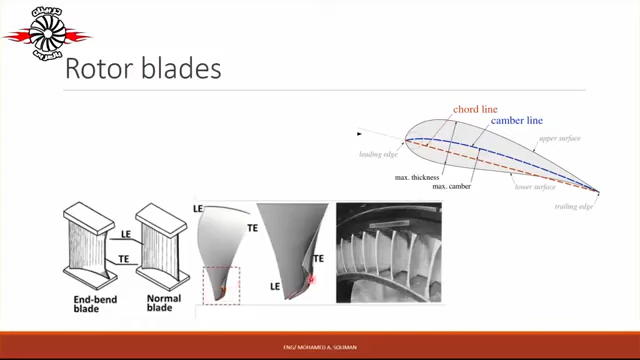 Rotor blades
chord line
camber line
upper surface
leading edge
max. thickness
max. camber
lower surface
trailing edge
LE
TE
End-bend
blade
Normal
blade
LE
TE
LE
TE
ENG/ MOHAMED A. SOLIMAN